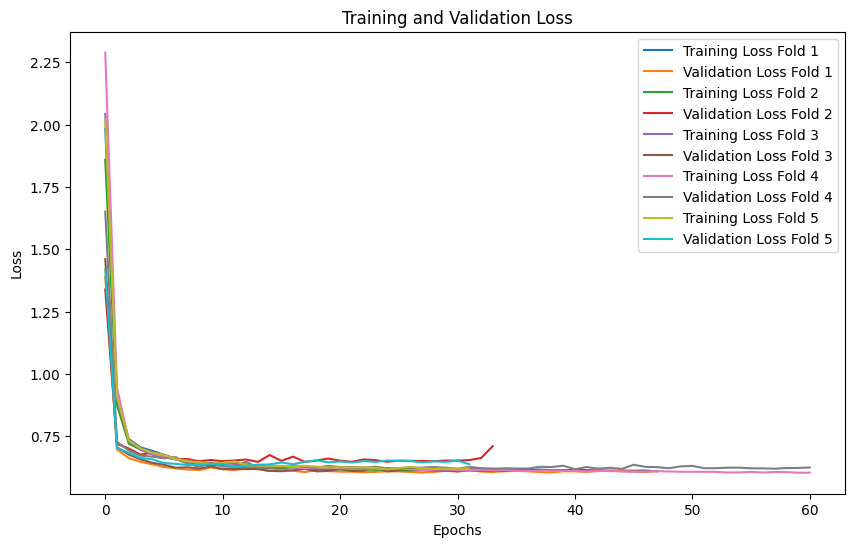 Training and Validation Loss
Training Loss Fold 1
Validation Loss Fold 1
Training Loss Fold 2
Validation Loss Fold 2
Training Loss Fold 3
Validation Loss Fold 3
Training Loss Fold 4
Validation Loss Fold 4
Training Loss Fold 5
Validation Loss Fold 5
Loss
2.25
2.00
1.75
1.50
1.25
1.00
0.75
0 10 20 30 40 50 60
Epochs